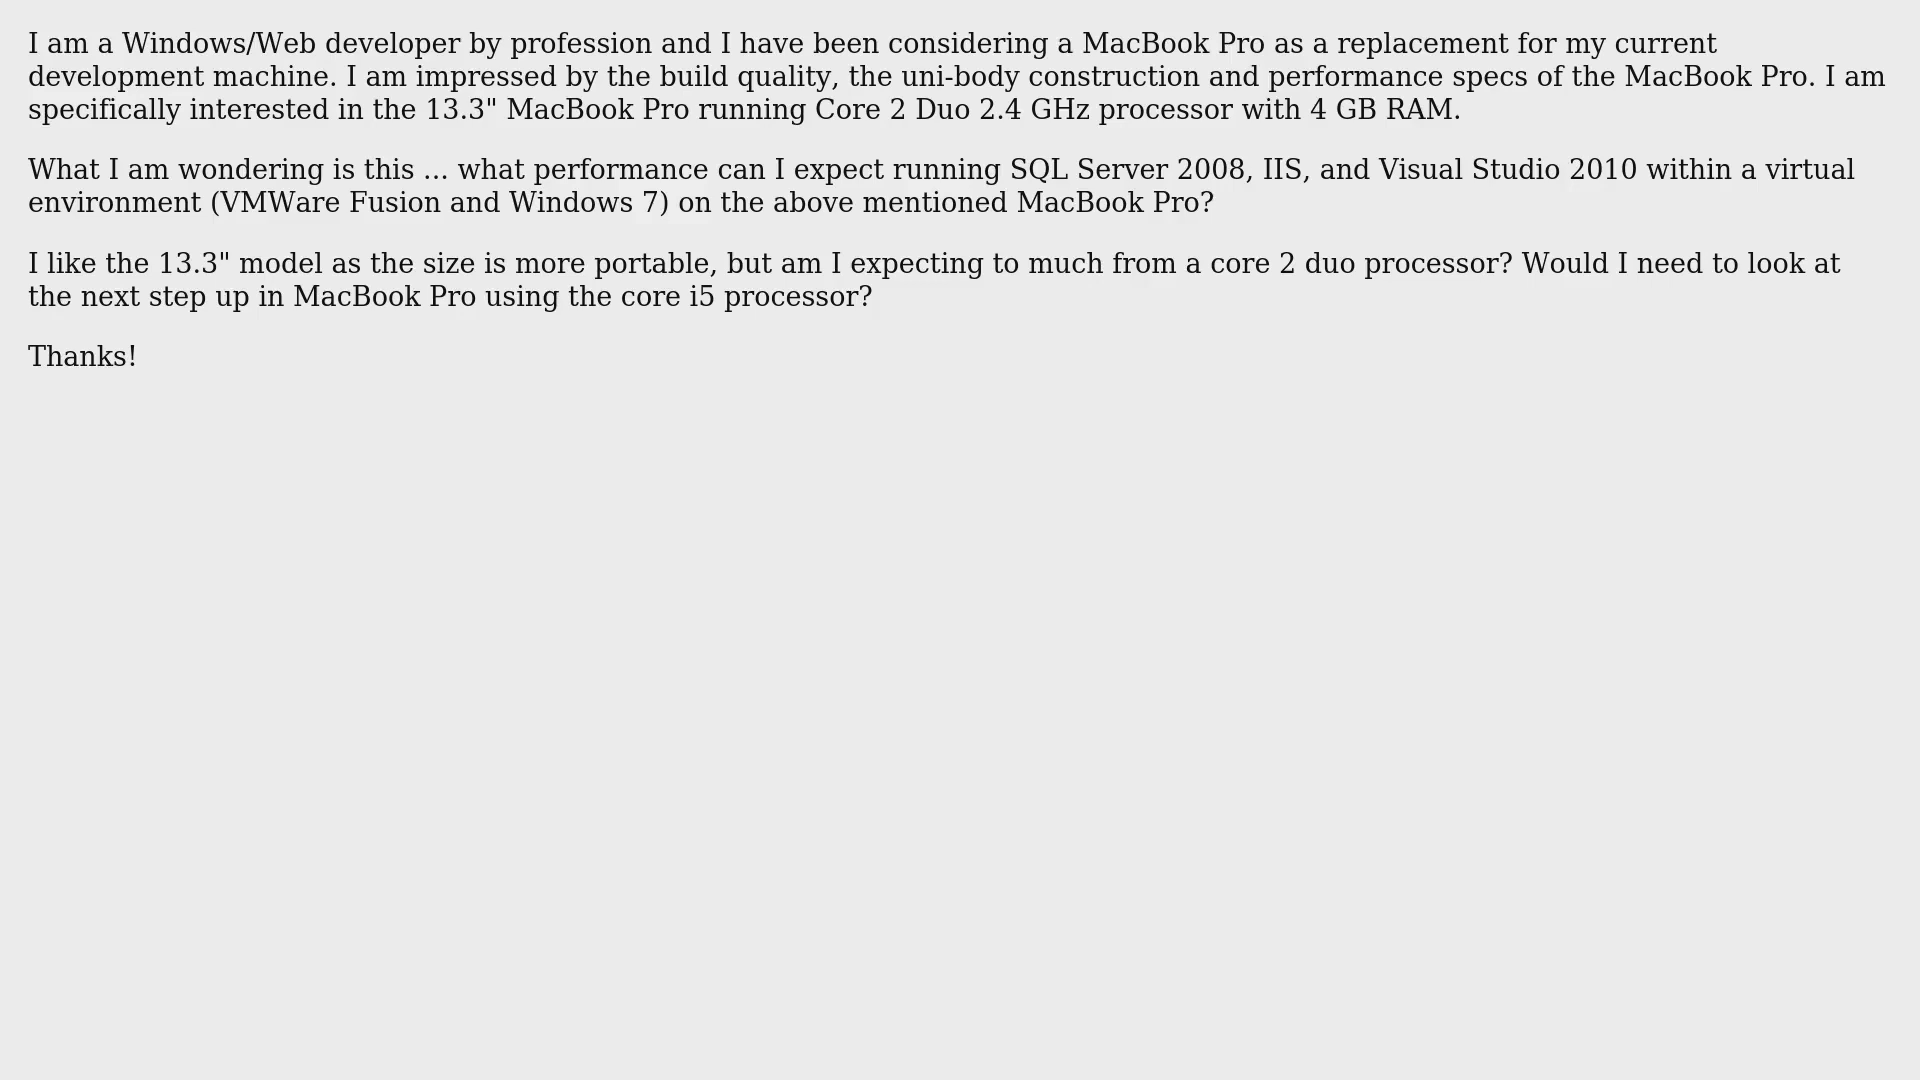 I am a Windows/Web developer by profession and I have been considering a MacBook Pro as a replacement for my current
development machine. I am impressed by the build quality, the uni-body construction and performance specs of the MacBook Pro. I am
specifically interested in the 13.3" MacBook Pro running Core 2 Duo 2.4 GHz processor with 4 GB RAM.
What I am wondering is this ... what performance can I expect running SQL Server 2008, IIS, and Visual Studio 2010 within a virtual
environment (VMWare Fusion and Windows 7) on the above mentioned MacBook Pro?
I like the 13.3" model as the size is more portable, but am I expecting to much from a core 2 duo processor? Would I need to look at
the next step up in MacBook Pro using the core i5 processor?
Thanks!